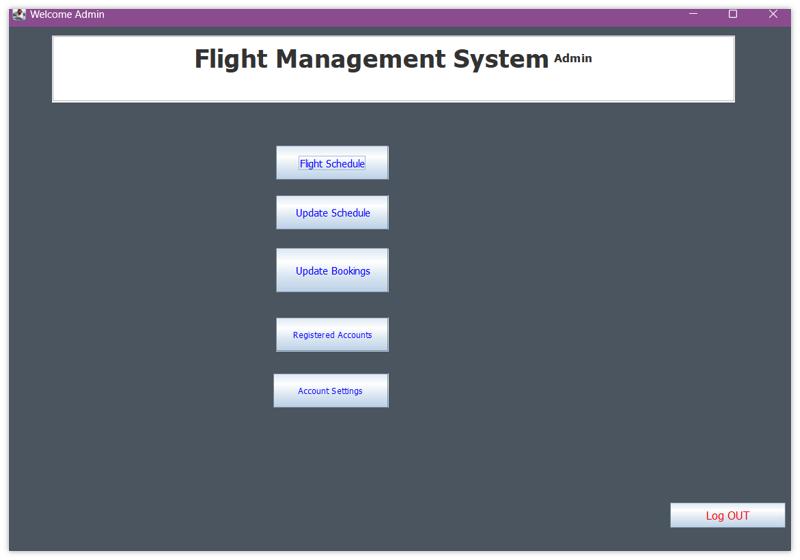 Welcome Admin
Flight Management System Admin
Flight Schedule
Update Schedule
Update Bookings
Registered Accounts
Account Settings
Log OUT